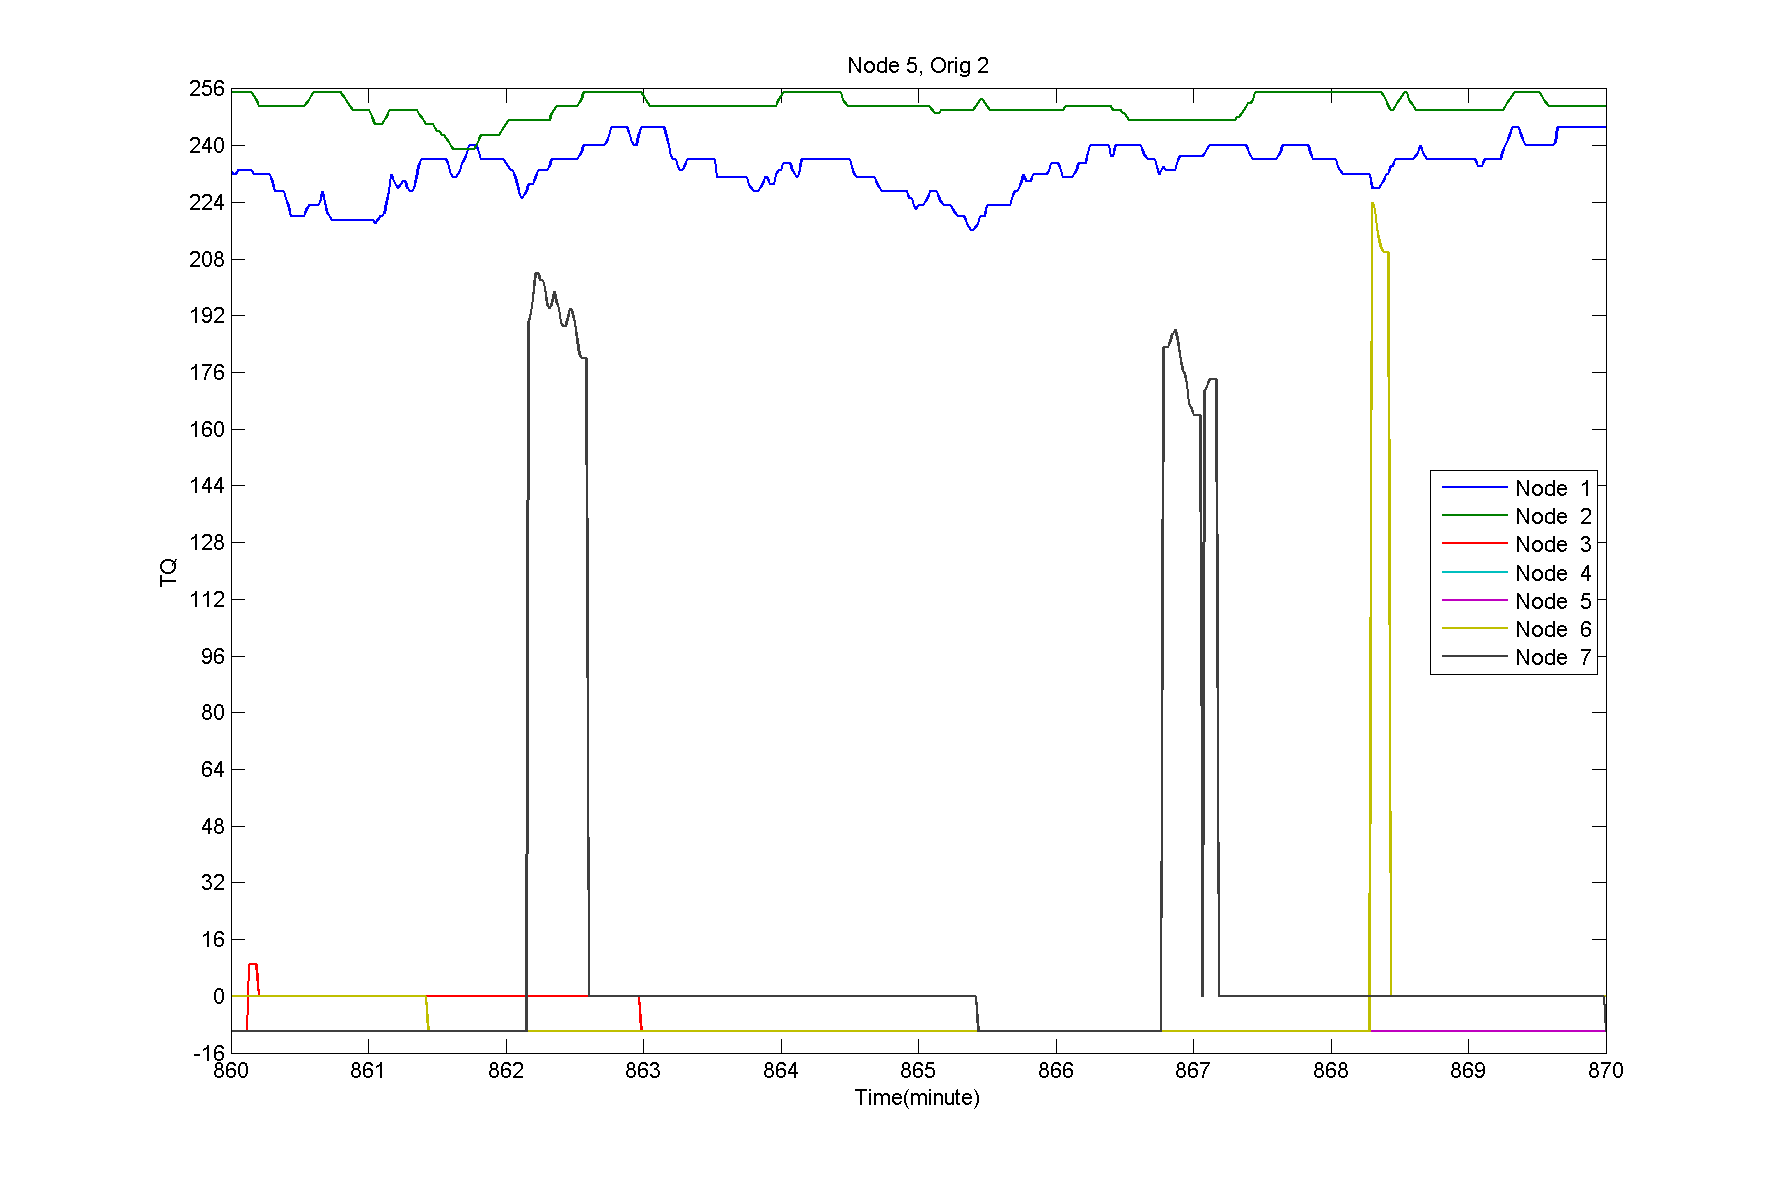 Node 5, Orig 2
256
240
224
208
192
176
160
144
128
112
96
80
64
48
32
16
0
-16
TQ
860 861 862 863 864 865 866 867 868 869 870
Time(minute)
Node 1
Node 2
Node 3
Node 4
Node 5
Node 6
Node 7